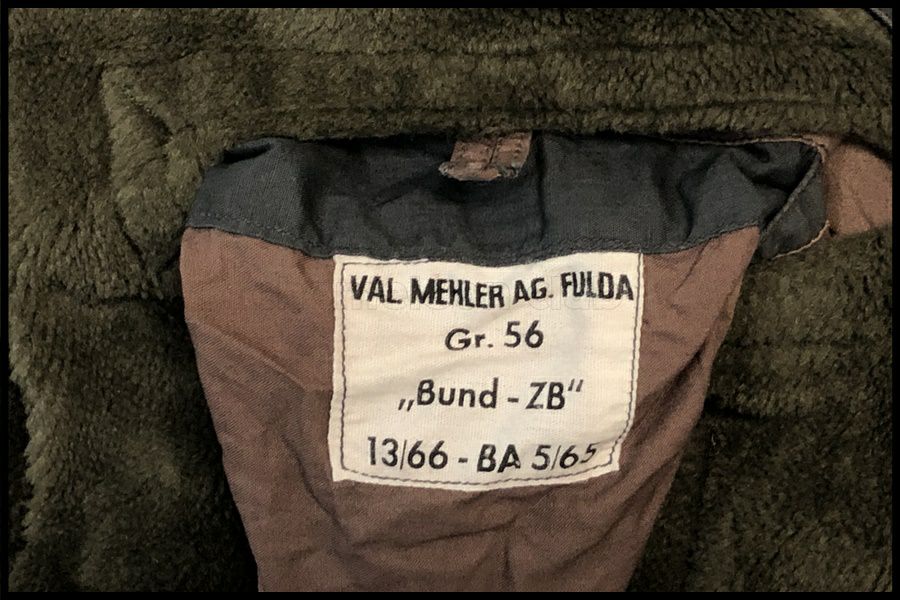 VAL. MEHLER AG. FULDA
Gr. 56
„Bund - ZB“
13/66 - BA 5/65